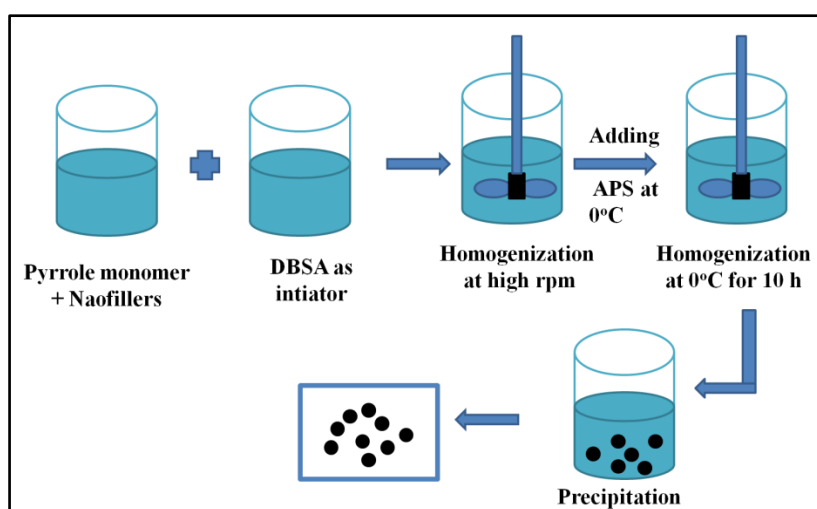 Pyrrole monomer
+ Naofillers
DBSA as
intiator
Homogenization
at high rpm
Adding
APS at
0°C
Homogenization
at 0°C for 10 h
Precipitation